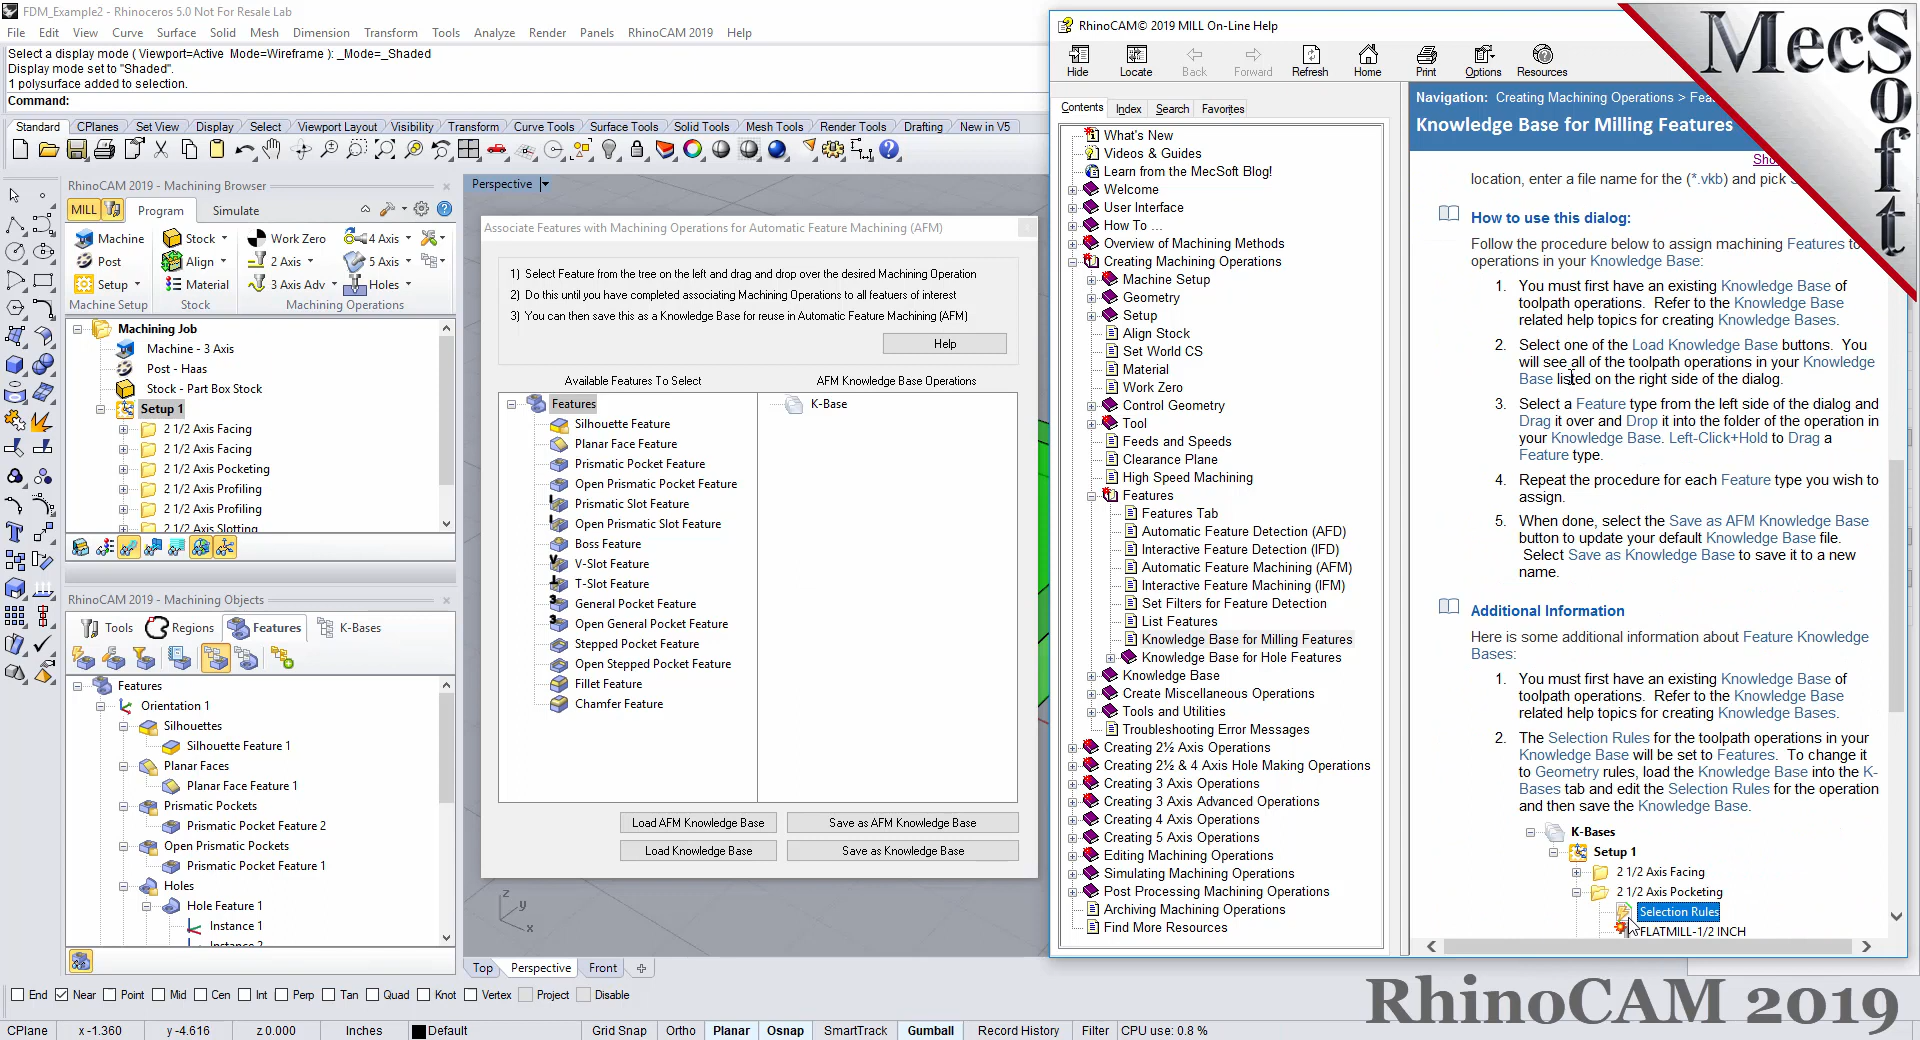 FDM_Example2 - Rhinoceros 5.0 Not For Resale Lab
File Edit View Curve Surface Solid Mesh Dimension Transform Tools Analyze Render Panels RhinoCAM 2019 Help
Select a display mode ( Viewport=Active Mode=Wireframe ): _Mode=_Shaded
Display mode set to "Shaded".
1 polysurface added to selection.
Command:
Standard CPlanes Set View Display Select Viewport Layout Visibility Transform Curve Tools Surface Tools Solid Tools Mesh Tools Render Tools Drafting New in V5
RhinoCAM 2019 - Machining Browser
MILL Program Simulate
Machine Stock Work Zero 4 Axis
Post Align 2 Axis 5 Axis
Setup Material 3 Axis Adv Holes
Machine Setup Stock Machining Operations
Machining Job
Machine - 3 Axis
Post - Haas
Stock - Part Box Stock
Setup 1
2 1/2 Axis Facing
2 1/2 Axis Facing
2 1/2 Axis Pocketing
2 1/2 Axis Profiling
2 1/2 Axis Profiling
2 1/2 Axis Slotting
RhinoCAM 2019 - Machining Objects
Tools Regions Features K-Bases
Features
Orientation 1
Silhouettes
Silhouette Feature 1
Planar Faces
Planar Face Feature 1
Prismatic Pockets
Prismatic Pocket Feature 2
Open Prismatic Pockets
Prismatic Pocket Feature 1
Holes
Hole Feature 1
Instance 1
Instance 2
Perspective
Associate Features with Machining Operations for Automatic Feature Machining (AFM)
1) Select Feature from the tree on the left and drag and drop over the desired Machining Operation
2) Do this until you have completed associating Machining Operations to all featuers of interest
3) You can then save this as a Knowledge Base for reuse in Automatic Feature Machining (AFM)
Help
Available Features To Select
AFM Knowledge Base Operations
Features
Silhouette Feature
Planar Face Feature
Prismatic Pocket Feature
Open Prismatic Pocket Feature
Prismatic Slot Feature
Open Prismatic Slot Feature
Boss Feature
V-Slot Feature
T-Slot Feature
General Pocket Feature
Open General Pocket Feature
Stepped Pocket Feature
Open Stepped Pocket Feature
Fillet Feature
Chamfer Feature
K-Base
Load AFM Knowledge Base Save as AFM Knowledge Base
Load Knowledge Base Save as Knowledge Base
z
y
x
Top Perspective Front
RhinoCAM© 2019 MILL On-Line Help
Hide Locate Back Forward Refresh Home Print Options Resources
Contents Index Search Favorites
What's New
Videos & Guides
Learn from the MecSoft Blog!
Welcome
User Interface
How To ...
Overview of Machining Methods
Creating Machining Operations
Machine Setup
Geometry
Setup
Align Stock
Set World CS
Material
Work Zero
Control Geometry
Tool
Feeds and Speeds
Clearance Plane
High Speed Machining
Features
Features Tab
Automatic Feature Detection (AFD)
Interactive Feature Detection (IFD)
Automatic Feature Machining (AFM)
Interactive Feature Machining (IFM)
Set Filters for Feature Detection
List Features
Knowledge Base for Milling Features
Knowledge Base for Hole Features
Knowledge Base
Create Miscellaneous Operations
Tools and Utilities
Troubleshooting Error Messages
Creating 2½ Axis Operations
Creating 2½ & 4 Axis Hole Making Operations
Creating 3 Axis Operations
Creating 3 Axis Advanced Operations
Creating 4 Axis Operations
Creating 5 Axis Operations
Editing Machining Operations
Simulating Machining Operations
Post Processing Machining Operations
Archiving Machining Operations
Find More Resources
Navigation: Creating Machining Operations >
Knowledge Base for Milling Features
location, enter a file name for the (*.vkb) and pick
How to use this dialog:
Follow the procedure below to assign machining Features to
operations in your Knowledge Base:
1. You must first have an existing Knowledge Base of
toolpath operations. Refer to the Knowledge Base
related help topics for creating Knowledge Bases.
2. Select one of the Load Knowledge Base buttons. You
will see all of the toolpath operations in your Knowledge
Base listed on the right side of the dialog.
3. Select a Feature type from the left side of the dialog and
Drag it over and Drop it into the folder of the operation in
your Knowledge Base. Left-Click+Hold to Drag a
Feature type.
4. Repeat the procedure for each Feature type you wish to
assign.
5. When done, select the Save as AFM Knowledge Base
button to update your default Knowledge Base file.
Select Save as Knowledge Base to save it to a new
name.
Additional Information
Here is some additional information about Feature Knowledge
Bases:
1. You must first have an existing Knowledge Base of
toolpath operations. Refer to the Knowledge Base
related help topics for creating Knowledge Bases.
2. The Selection Rules for the toolpath operations in your
Knowledge Base will be set to Features. To change it
to Geometry rules, load the Knowledge Base into the K-
Bases tab and edit the Selection Rules for the operation
and then save the Knowledge Base.
K-Bases
Setup 1
2 1/2 Axis Facing
2 1/2 Axis Pocketing
Selection Rules
FLATMILL-1/2 INCH
MecSoft
RhinoCAM 2019
End Near Point Mid Cen Int Perp Tan Quad Knot Vertex Project Disable
CPlane x -1.360 y -4.616 z 0.000 Inches Default Grid Snap Ortho Planar Osnap SmartTrack Gumball Record History Filter CPU use: 0.8 %